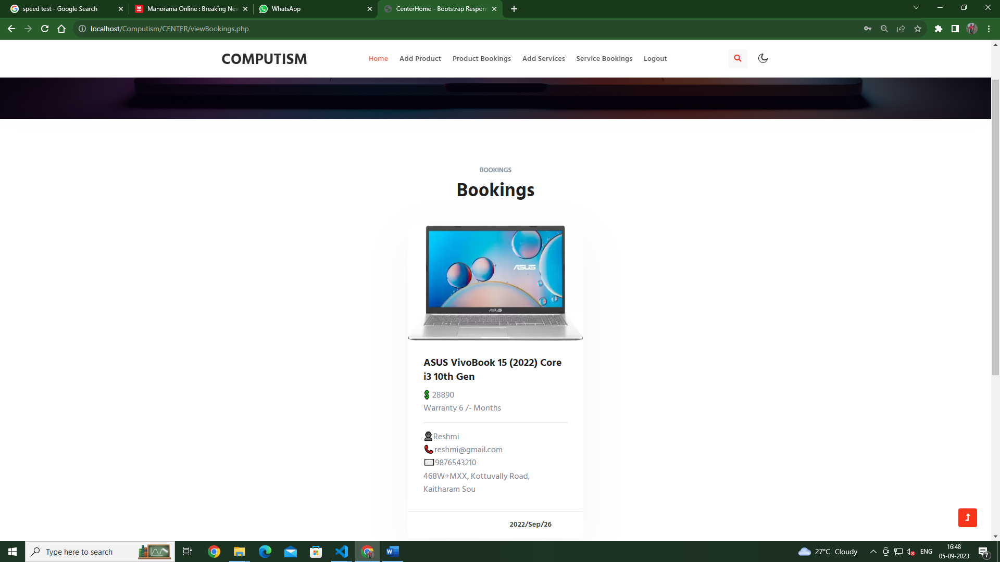 speed test - Google Search
Manorama Online : Breaking Nev
WhatsApp
CenterHome - Bootstrap Respon
localhost/Computism/CENTER/viewBookings.php
COMPUTISM
Home
Add Product
Product Bookings
Add Services
Service Bookings
Logout
BOOKINGS
Bookings
ASUS
ASUS
ASUS VivoBook 15 (2022) Core
i3 10th Gen
28890
Warranty 6 /- Months
Reshmi
reshmi@gmail.com
9876543210
468W+MXX, Kottuvally Road,
Kaitharam Sou
2022/Sep/26
Type here to search
27°C Cloudy
ENG
16:48
05-09-2023
7